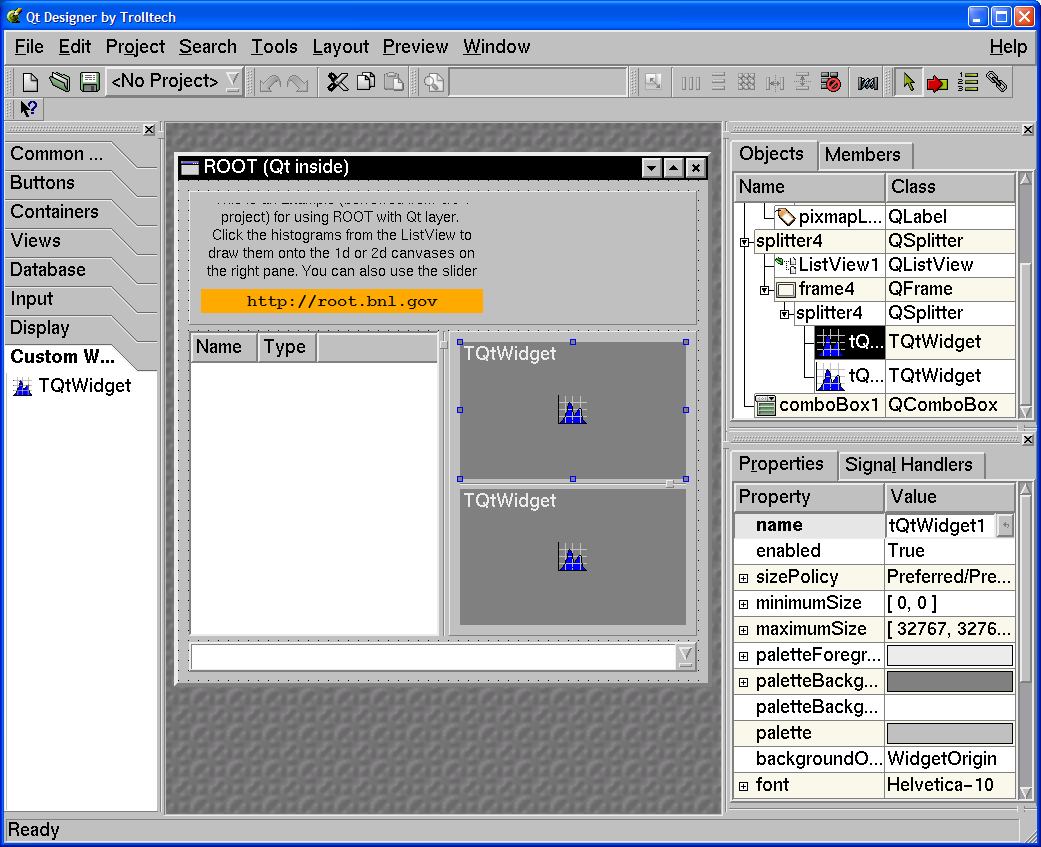 Qt Designer by Trolltech
File Edit Project Search Tools Layout Preview Window Help
<No Project>
Common ...
Buttons
Containers
Views
Database
Input
Display
Custom W...
TQtWidget
ROOT (Qt inside)
project) for using ROOT with Qt layer.
Click the histograms from the ListView to
draw them onto the 1d or 2d canvases on
the right pane. You can also use the slider
http://root.bnl.gov
Name Type
TQtWidget
TQtWidget
Objects Members
Name Class
pixmapL... QLabel
splitter4 QSplitter
ListView1 QListView
frame4 QFrame
splitter4 QSplitter
tQ... TQtWidget
tQ... TQtWidget
comboBox1 QComboBox
Properties Signal Handlers
Property Value
name tQtWidget1
enabled True
sizePolicy Preferred/Pre...
minimumSize [ 0, 0 ]
maximumSize [ 32767, 3276...
paletteForegr...
paletteBackg...
paletteBackg...
palette
backgroundO... WidgetOrigin
font Helvetica-10
Ready